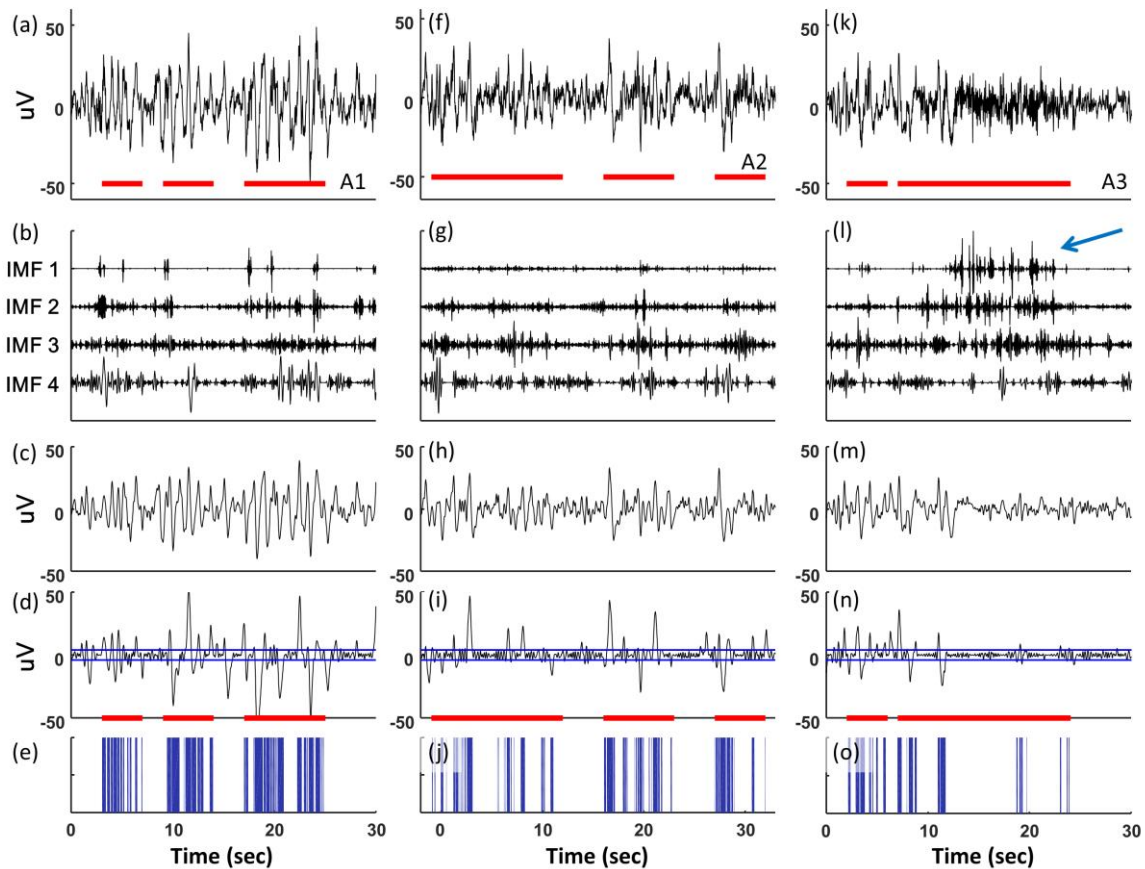 (a)
50
uV
0
-50
A1
(f)
50
0
-50
A2
(k)
50
0
-50
A3
(b)
IMF 1
IMF 2
IMF 3
IMF 4
(g)
(l)
(c)
50
uV
0
-50
(h)
50
0
-50
(m)
50
0
-50
(d)
50
uV
0
-50
(i)
50
0
-50
(n)
50
0
-50
(e)
(j)
(o)
0 10 20 30
0 10 20 30
0 10 20 30
Time (sec)
Time (sec)
Time (sec)